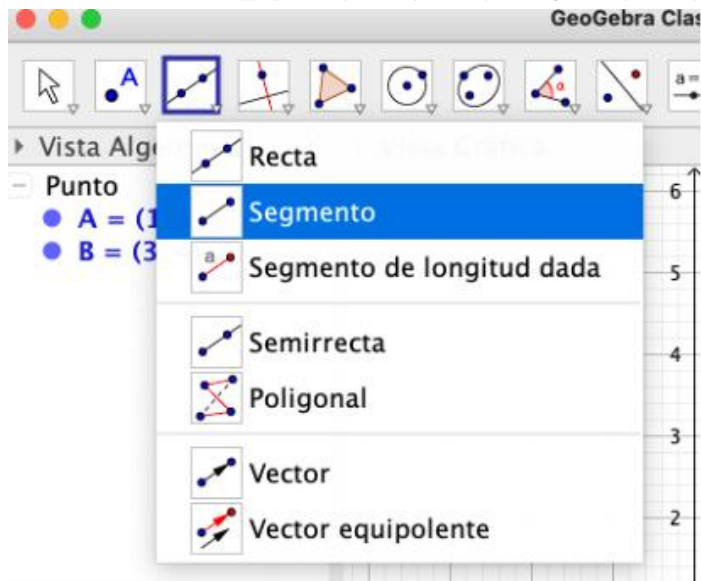 GeoGebra Clas
A
α
a =
Vista Alge
Recta
Punto
6
A = (1
Segmento
B = (3
a
Segmento de longitud dada
5
Semirrecta
4
Poligonal
3
Vector
2
Vector equipolente